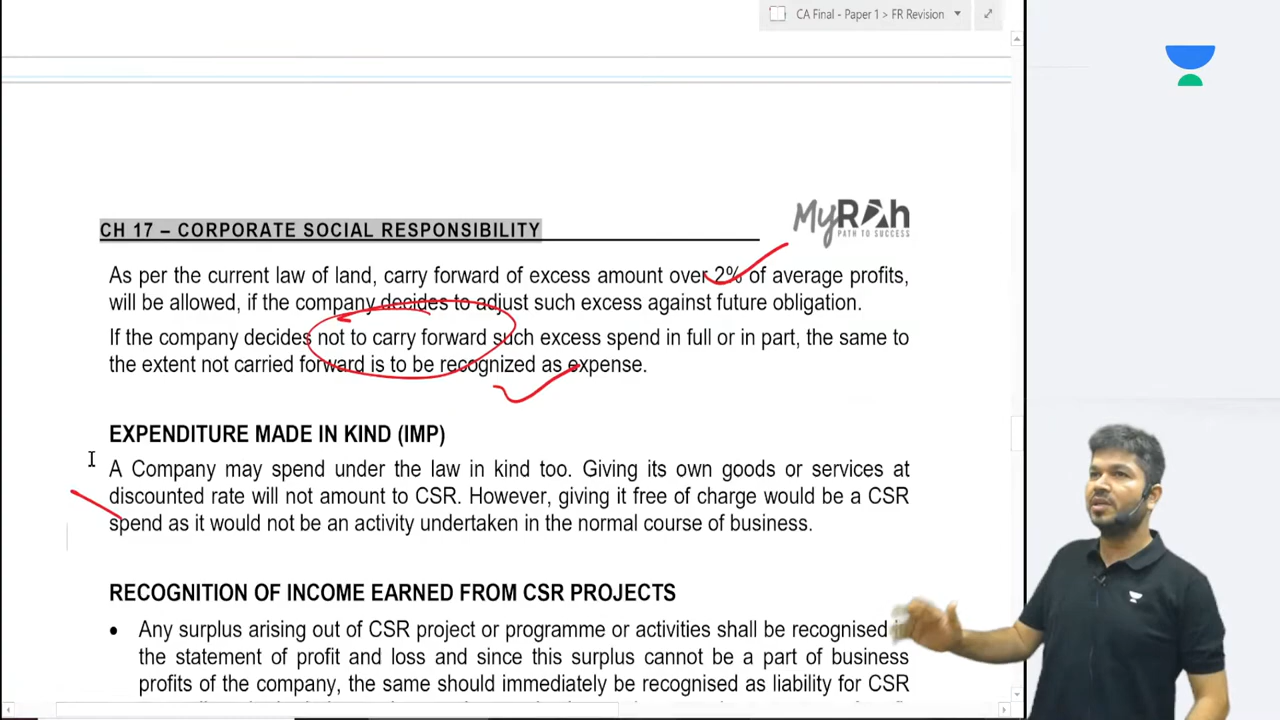 CA Final - Paper 1 > FR Revision
MyRAh
PATH TO SUCCESS
CH 17 – CORPORATE SOCIAL RESPONSIBILITY
As per the current law of land, carry forward of excess amount over 2% of average profits,
will be allowed, if the company decides to adjust such excess against future obligation.
If the company decides not to carry forward such excess spend in full or in part, the same to
the extent not carried forward is to be recognized as expense.
EXPENDITURE MADE IN KIND (IMP)
A Company may spend under the law in kind too. Giving its own goods or services at
discounted rate will not amount to CSR. However, giving it free of charge would be a CSR
spend as it would not be an activity undertaken in the normal course of business.
RECOGNITION OF INCOME EARNED FROM CSR PROJECTS
• Any surplus arising out of CSR project or programme or activities shall be recognised
the statement of profit and loss and since this surplus cannot be a part of business
profits of the company, the same should immediately be recognised as liability for CSR